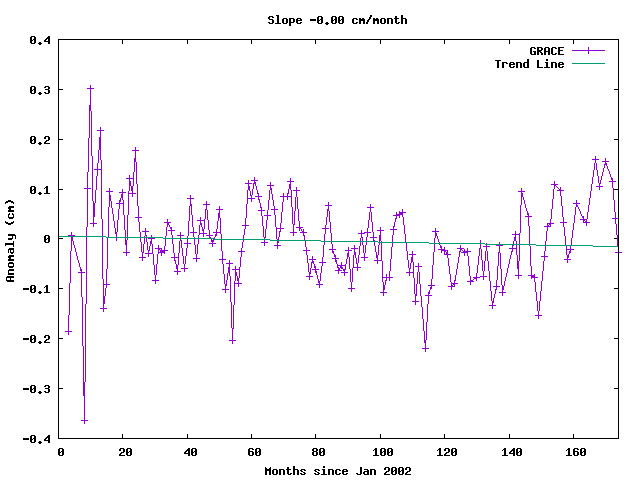 Slope -0.00 cm/month
GRACE
Trend Line
0.4
0.3
0.2
0.1
0
-0.1
-0.2
-0.3
-0.4
Anomaly (cm)
0 20 40 60 80 100 120 140 160
Months since Jan 2002